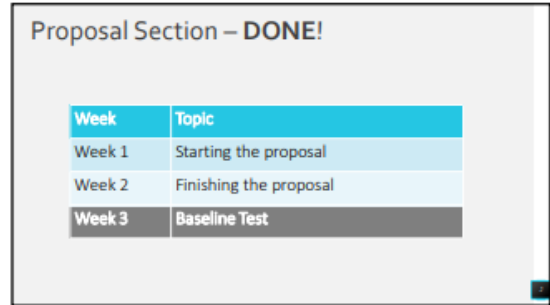 Proposal Section – DONE!
Week Topic
Week 1 Starting the proposal
Week 2 Finishing the proposal
Week 3 Baseline Test
2